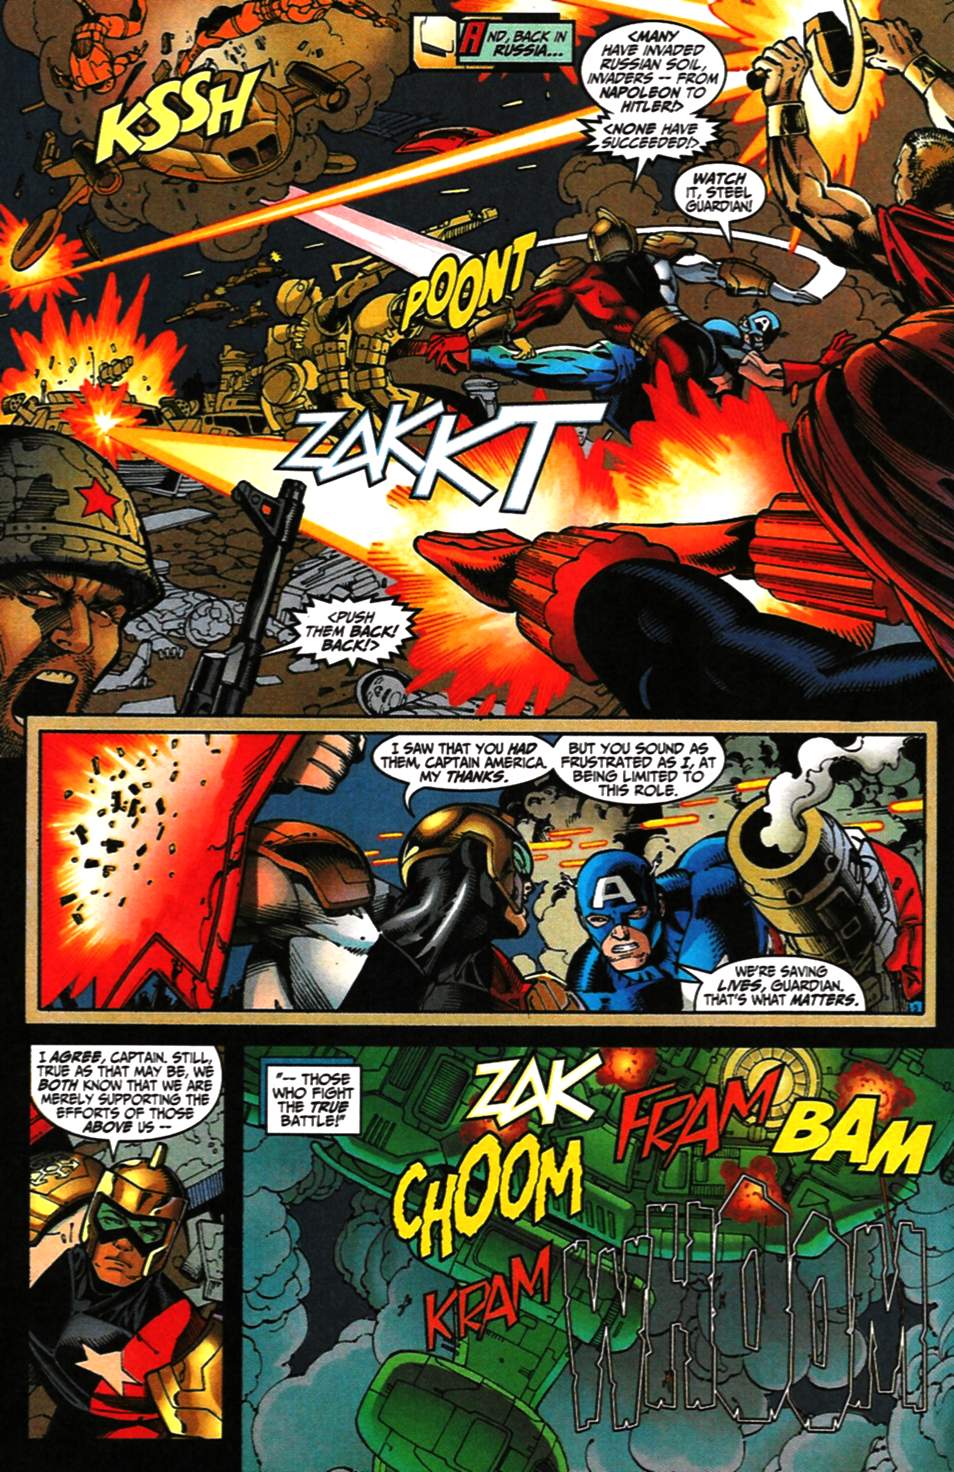 AND, BACK IN
RUSSIA...
<MANY
HAVE INVADED
RUSSIAN SOIL,
INVADERS -- FROM
NAPOLEON TO
HITLER!>
<NONE HAVE
SUCCEEDED!>
KSSH
WATCH
IT, STEEL
GUARDIAN!
POONT
ZAKKT
<PUSH
THEM BACK!
BACK!>
I SAW THAT YOU HAD
THEM, CAPTAIN AMERICA.
MY THANKS.
BUT YOU SOUND AS
FRUSTRATED AS I, AT
BEING LIMITED TO
THIS ROLE.
A
WE'RE SAVING
LIVES, GUARDIAN.
THAT'S WHAT MATTERS.
I AGREE, CAPTAIN. STILL,
TRUE AS THAT MAY BE, WE
BOTH KNOW THAT WE ARE
MERELY SUPPORTING THE
EFFORTS OF THOSE
ABOVE US --
"-- THOSE
WHO FIGHT
THE TRUE
BATTLE!"
ZAK
FRAM
BAM
CHOOM
KRAM
WHOOM